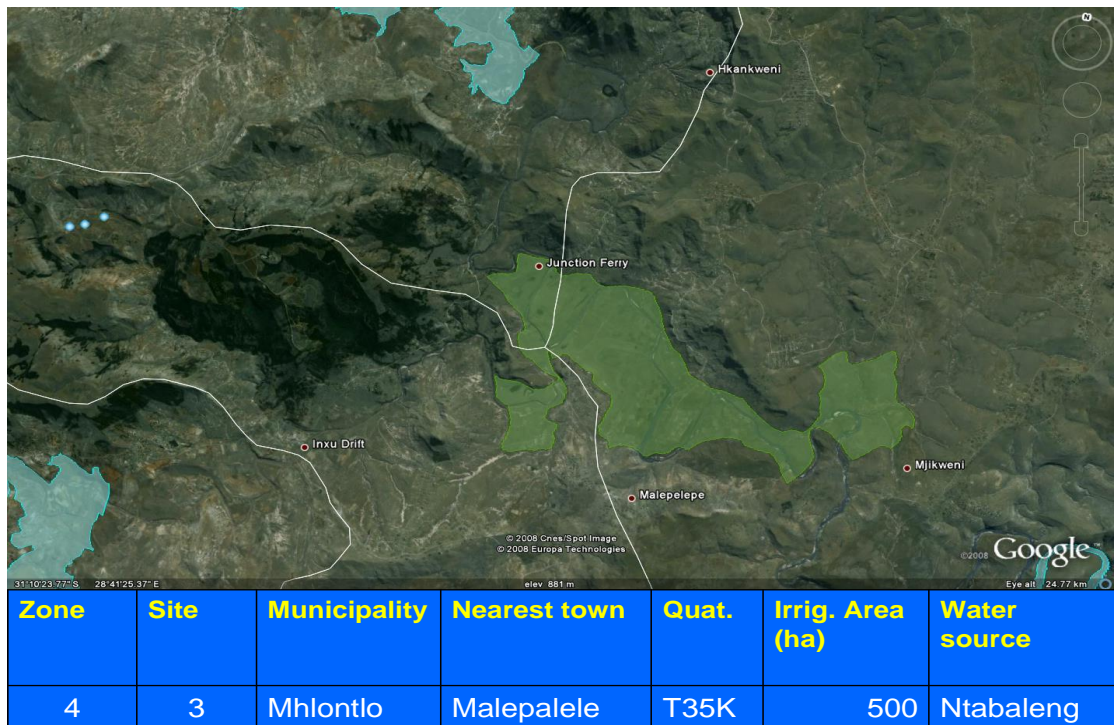 N
Hkankweni
Junction Ferry
Inxu Drift
Mjikweni
Malepelepe
© 2008 Cnes/Spot Image
© 2008 Europa Technologies
©2008 Google™
31°10'23.77" S 28°41'25.37" E elev 881 m Eye alt 24.77 km
Zone Site Municipality Nearest town Quat. Irrig. Area (ha) Water source
4 3 Mhlontlo Malepalele T35K 500 Ntabaleng